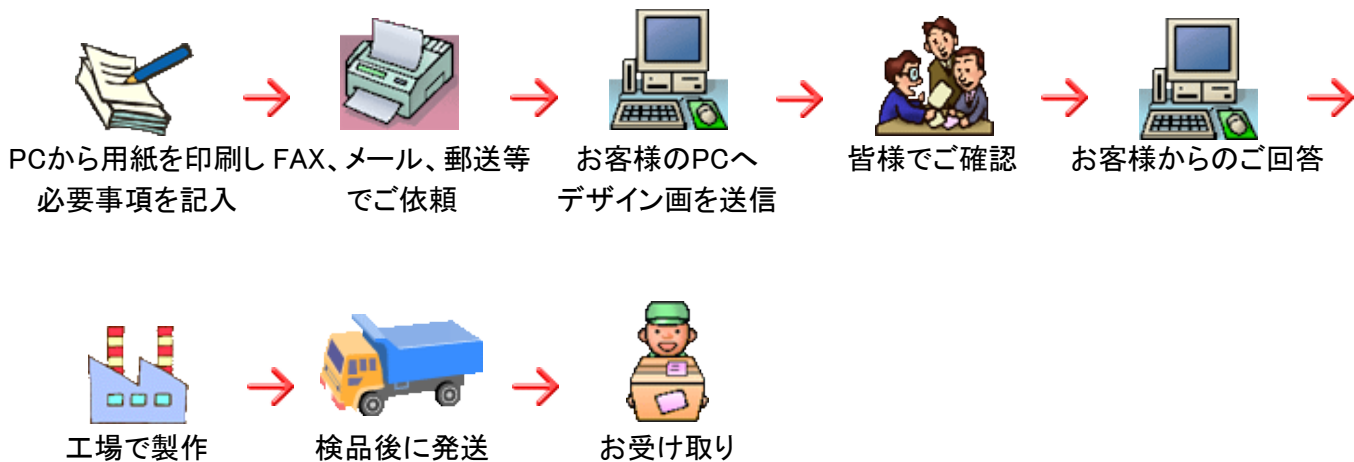 PCから用紙を印刷し
必要事項を記入
FAX、メール、郵送等
でご依頼
お客様のPCへ
デザイン画を送信
皆様でご確認
お客様からのご回答
工場で製作
検品後に発送
お受け取り